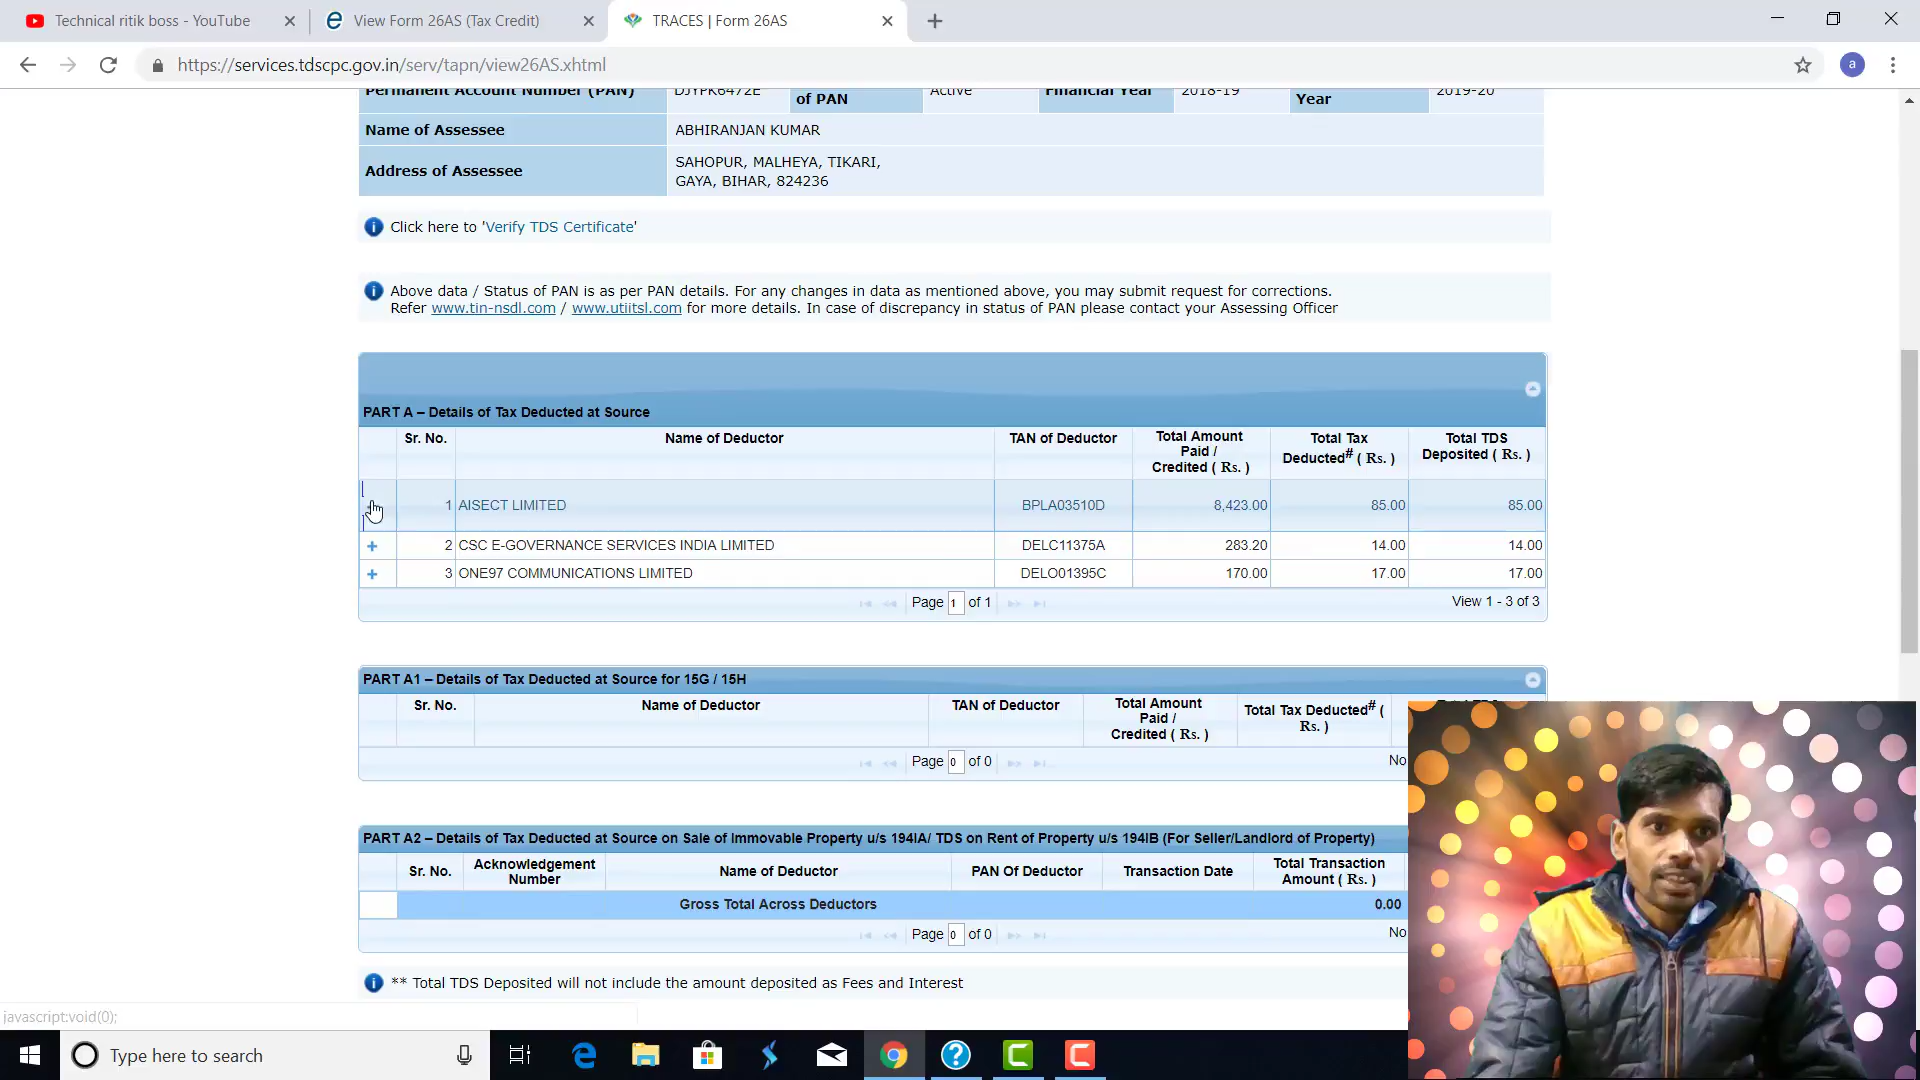 Technical ritik boss - YouTube
View Form 26AS (Tax Credit)
TRACES | Form 26AS
https://services.tdscpc.gov.in/serv/tapn/view26AS.xhtml
a
Permanent Account Number (PAN) DJYPK6472E of PAN Active Financial Year 2018-19 Year 2019-20
Name of Assessee ABHIRANJAN KUMAR
Address of Assessee SAHOPUR, MALHEYA, TIKARI,
GAYA, BIHAR, 824236
Click here to 'Verify TDS Certificate'
Above data / Status of PAN is as per PAN details. For any changes in data as mentioned above, you may submit request for corrections.
Refer www.tin-nsdl.com / www.utiitsl.com for more details. In case of discrepancy in status of PAN please contact your Assessing Officer
PART A – Details of Tax Deducted at Source
Sr. No. Name of Deductor TAN of Deductor Total Amount Paid / Credited ( Rs. ) Total Tax Deducted# ( Rs. ) Total TDS Deposited ( Rs. )
1 AISECT LIMITED BPLA03510D 8,423.00 85.00 85.00
+ 2 CSC E-GOVERNANCE SERVICES INDIA LIMITED DELC11375A 283.20 14.00 14.00
+ 3 ONE97 COMMUNICATIONS LIMITED DELO01395C 170.00 17.00 17.00
Page 1 of 1 View 1 - 3 of 3
PART A1 – Details of Tax Deducted at Source for 15G / 15H
Sr. No. Name of Deductor TAN of Deductor Total Amount Paid / Credited ( Rs. ) Total Tax Deducted# ( Rs. )
Page 0 of 0 No
PART A2 – Details of Tax Deducted at Source on Sale of Immovable Property u/s 194IA/ TDS on Rent of Property u/s 194IB (For Seller/Landlord of Property)
Sr. No. Acknowledgement Number Name of Deductor PAN Of Deductor Transaction Date Total Transaction Amount ( Rs. )
Gross Total Across Deductors 0.00
Page 0 of 0 No
** Total TDS Deposited will not include the amount deposited as Fees and Interest
javascript:void(0);
Type here to search